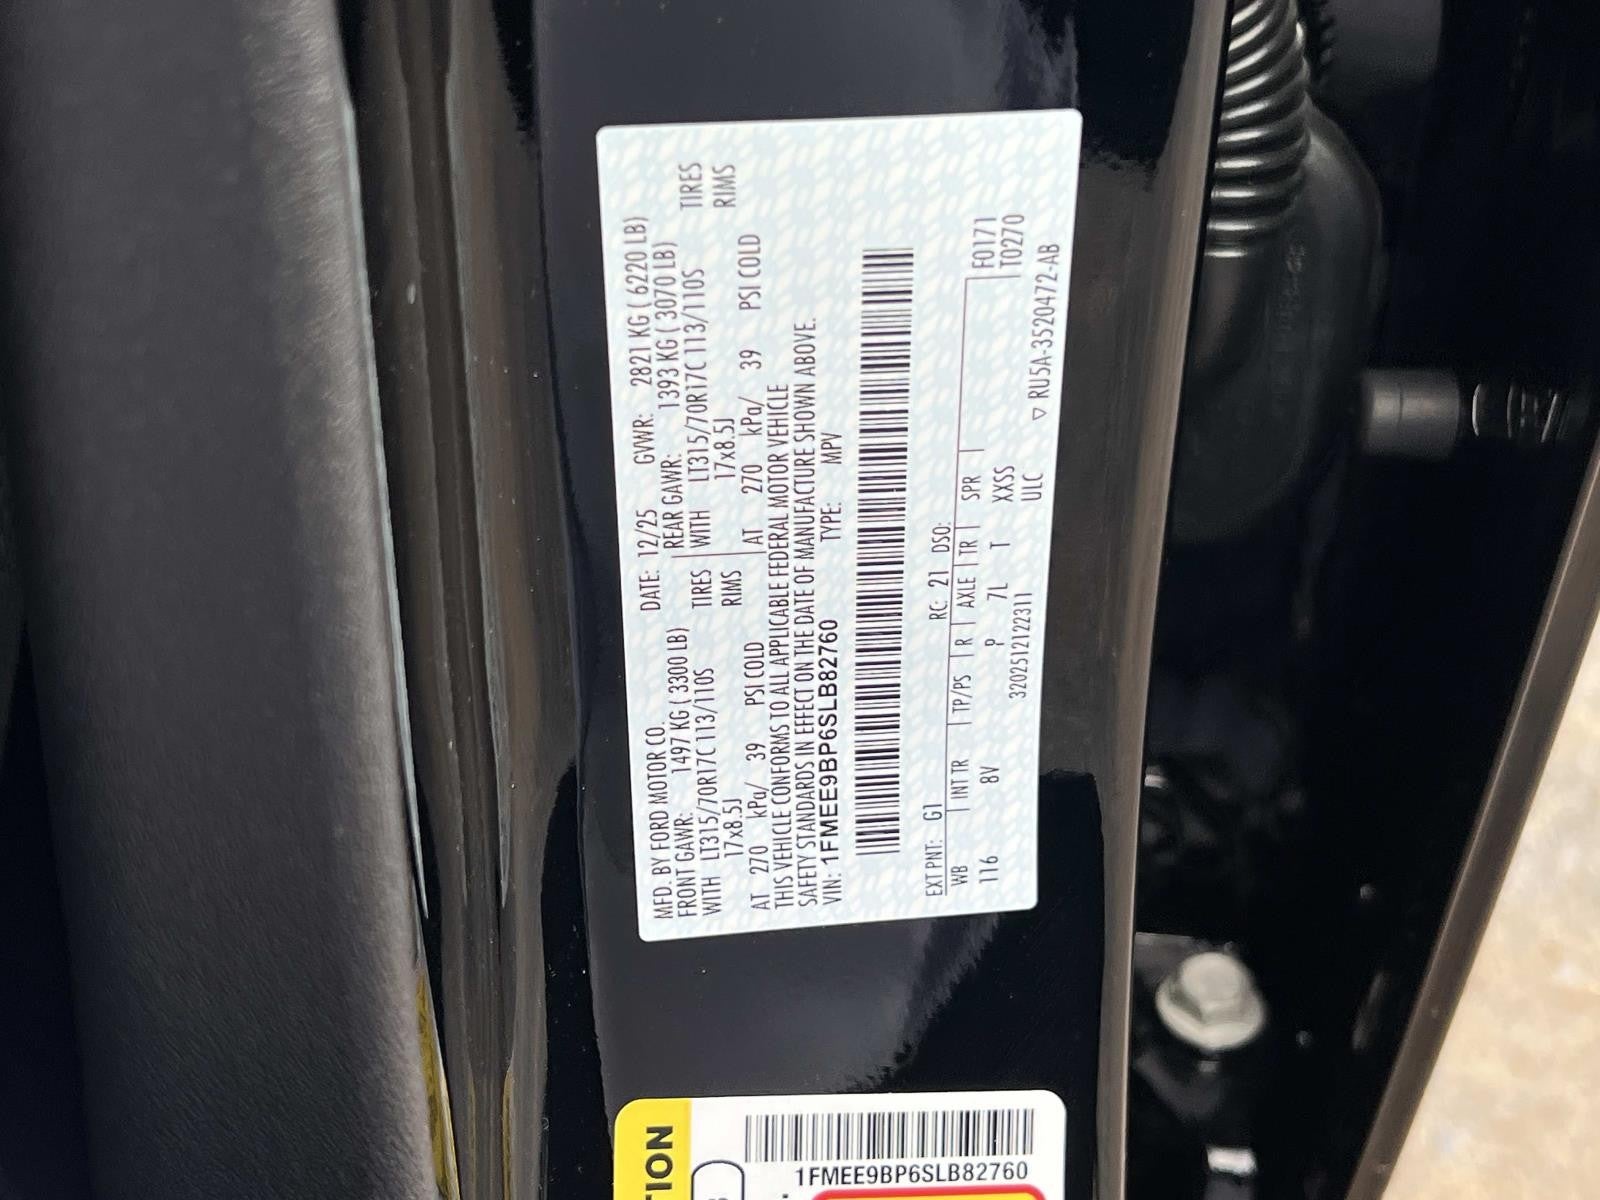 MFD. BY FORD MOTOR CO. DATE: 12/25 GVWR: 2821 KG ( 6220 LB)
FRONT GAWR: 1497 KG ( 3300 LB) REAR GAWR: 1393 KG ( 3070 LB)
WITH LT315/70R17C 113/110S TIRES WITH LT315/70R17C 113/110S TIRES
17x8.5J RIMS 17x8.5J RIMS
AT 270 kPa/ 39 PSI COLD AT 270 kPa/ 39 PSI COLD
THIS VEHICLE CONFORMS TO ALL APPLICABLE FEDERAL MOTOR VEHICLE
SAFETY STANDARDS IN EFFECT ON THE DATE OF MANUFACTURE SHOWN ABOVE.
VIN: 1FMEE9BP6SLB82760 TYPE: MPV
EXT PNT: G1 RC: 21 DSO:
WB INT TR TP/PS R AXLE TR SPR F0171
116 8V P 7L T XXSS T0270
320251212231​1 ULC
▽ RU5A-3520472-AB
TION
1FMEE9BP6SLB82760